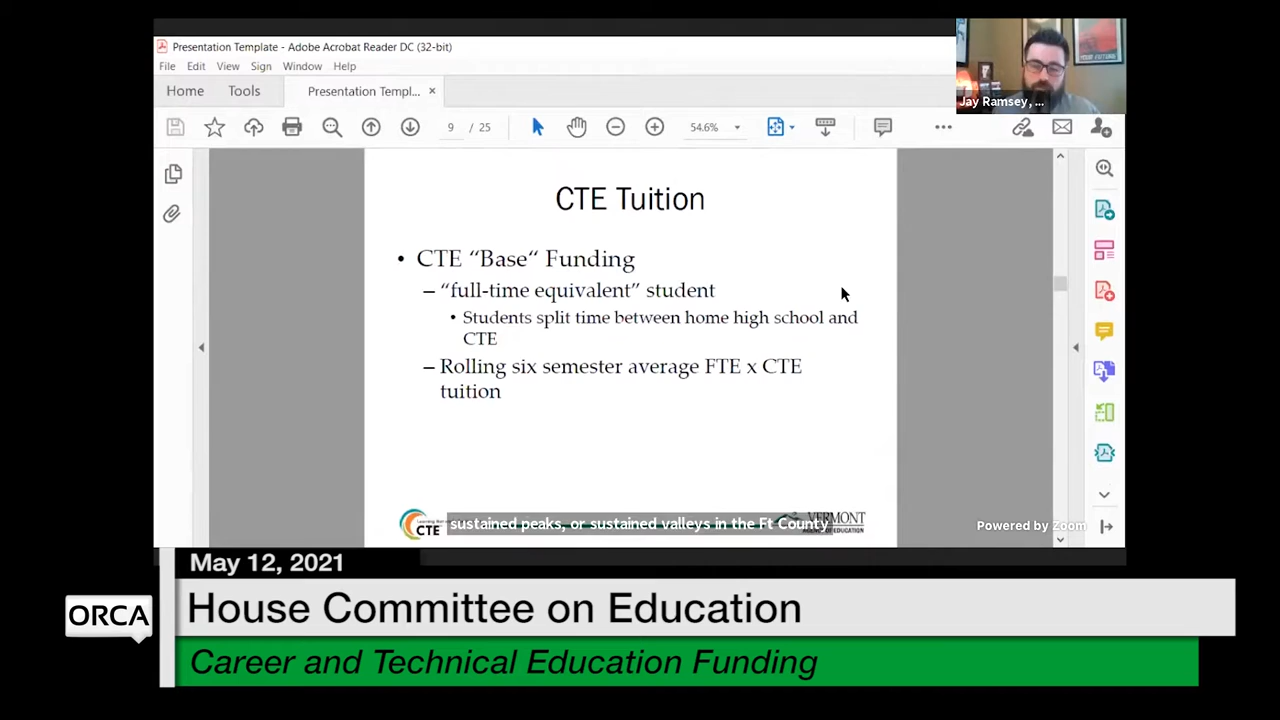 Presentation Template - Adobe Acrobat Reader DC (32-bit)
File Edit View Sign Window Help
Home Tools Presentation Templ... ×
9 / 25 54.6%
Jay Ramsey, ...
CTE Tuition
• CTE “Base“ Funding
– “full-time equivalent” student
• Students split time between home high school and
CTE
– Rolling six semester average FTE x CTE
tuition
CTE
sustained peaks, or sustained valleys in the Ft County
VERMONT
AGENCY OF EDUCATION
Powered by Zoom
May 12, 2021
ORCA
House Committee on Education
Career and Technical Education Funding